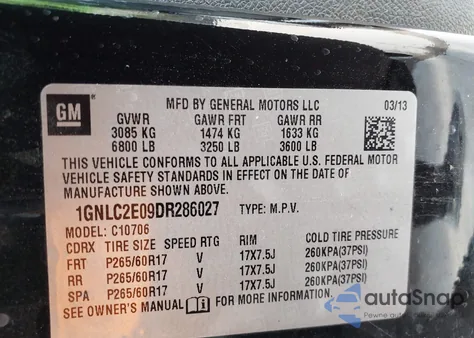 GM
MFD BY GENERAL MOTORS LLC 03/13
GVWR GAWR FRT GAWR RR
3085 KG 1474 KG 1633 KG
6800 LB 3250 LB 3600 LB
THIS VEHICLE CONFORMS TO ALL APPLICABLE U.S. FEDERAL MOTOR
VEHICLE SAFETY STANDARDS IN EFFECT ON THE DATE OF
MANUFACTURE SHOWN ABOVE.
1GNLC2E09DR286027 TYPE: M.P.V.
MODEL: C10706
CDRX TIRE SIZE SPEED RTG RIM COLD TIRE PRESSURE
FRT P265/60R17 V 17X7.5J 260KPA(37PSI)
RR P265/60R17 V 17X7.5J 260KPA(37PSI)
SPA P265/60R17 V 17X7.5J 260KPA(37PSI)
SEE OWNER'S MANUAL FOR MORE INFORMATION.
autoSnap